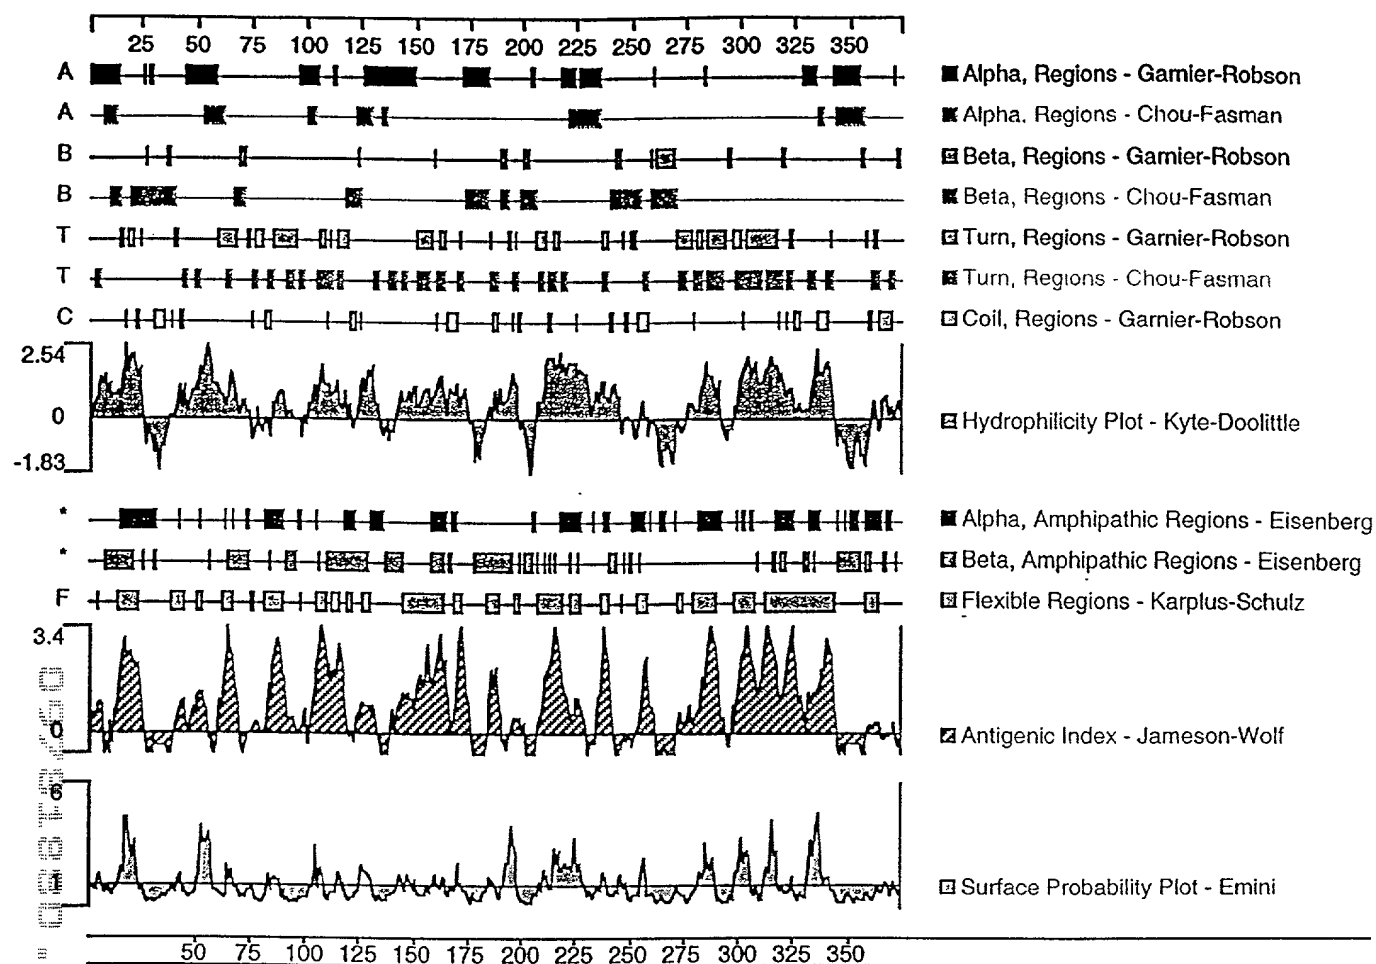 25 50 75 100 125 150 175 200 225 250 275 300 325 350
A Alpha, Regions - Garnier-Robson
A Alpha. Regions - Chou-Fasman
B Beta, Regions - Garnier-Robson
B Beta, Regions - Chou-Fasman
T Turn, Regions - Garnier-Robson
T Turn, Regions - Chou-Fasman
C Coil, Regions - Garnier-Robson
2.54
0 Hydrophilicity Plot - Kyte-Doolittle
-1.83
* Alpha, Amphipathic Regions - Eisenberg
* Beta, Amphipathic Regions - Eisenberg
F Flexible Regions - Karplus-Schulz
3.4
0 Antigenic Index - Jameson-Wolf
6
1 Surface Probability Plot - Emini
50 75 100 125 150 175 200 225 250 275 300 325 350